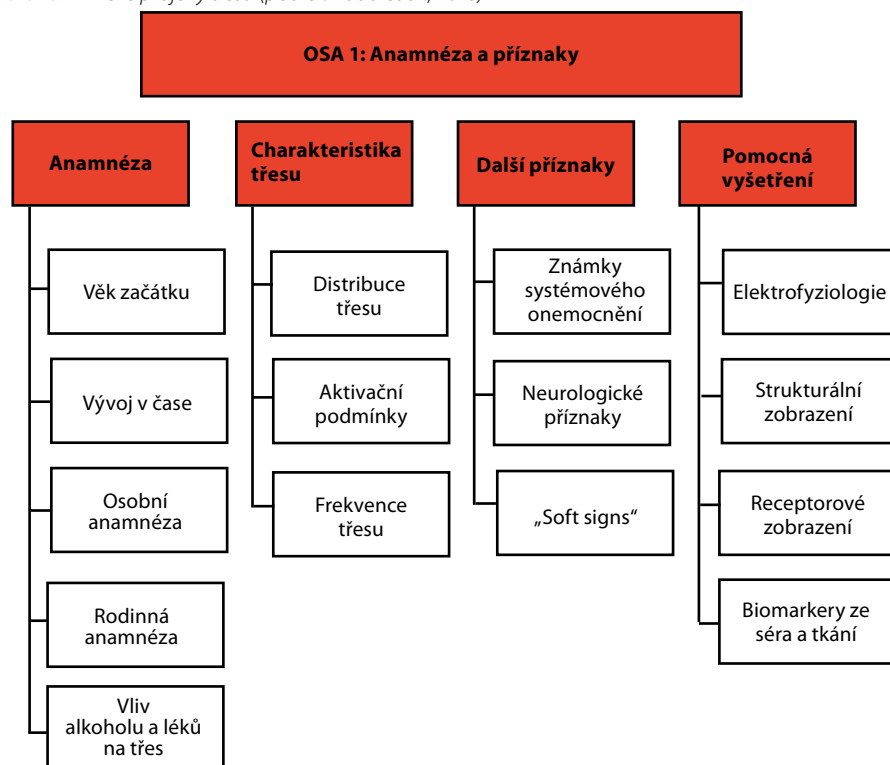 OSA 1: Anamnéza a příznaky
Anamnéza
Věk začátku
Vývoj v čase
Osobní
anamnéza
Rodinná
anamnéza
Vliv
alkoholu a léků
na třes
Charakteristika
třesu
Distribuce
třesu
Aktivační
podmínky
Frekvence
třesu
Další příznaky
Známky
systémového
onemocnění
Neurologické
příznaky
„Soft signs“
Pomocná
vyšetření
Elektrofyziologie
Strukturální
zobrazení
Receptorové
zobrazení
Biomarkery ze
séra a tkání